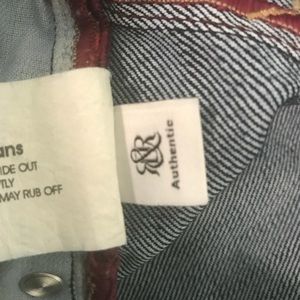 ans
IDE OUT
TLY
MAY RUB OFF
R&R
Authentic